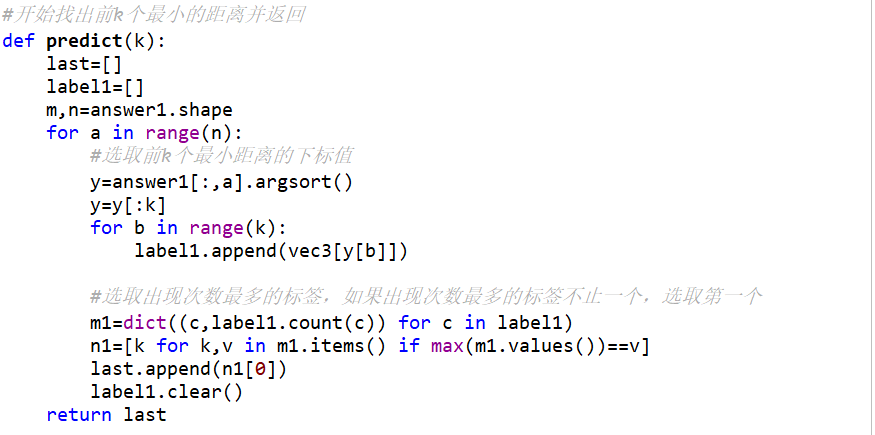 #开始找出前k个最小的距离并返回
def predict(k):
    last=[]
    label1=[]
    m,n=answer1.shape
    for a in range(n):
        #选取前k个最小距离的下标值
        y=answer1[:,a].argsort()
        y=y[:k]
        for b in range(k):
            label1.append(vec3[y[b]])
        #选取出现次数最多的标签，如果出现次数最多的标签不止一个，选取第一个
        m1=dict((c,label1.count(c)) for c in label1)
        n1=[k for k,v in m1.items() if max(m1.values())==v]
        last.append(n1[0])
        label1.clear()
    return last